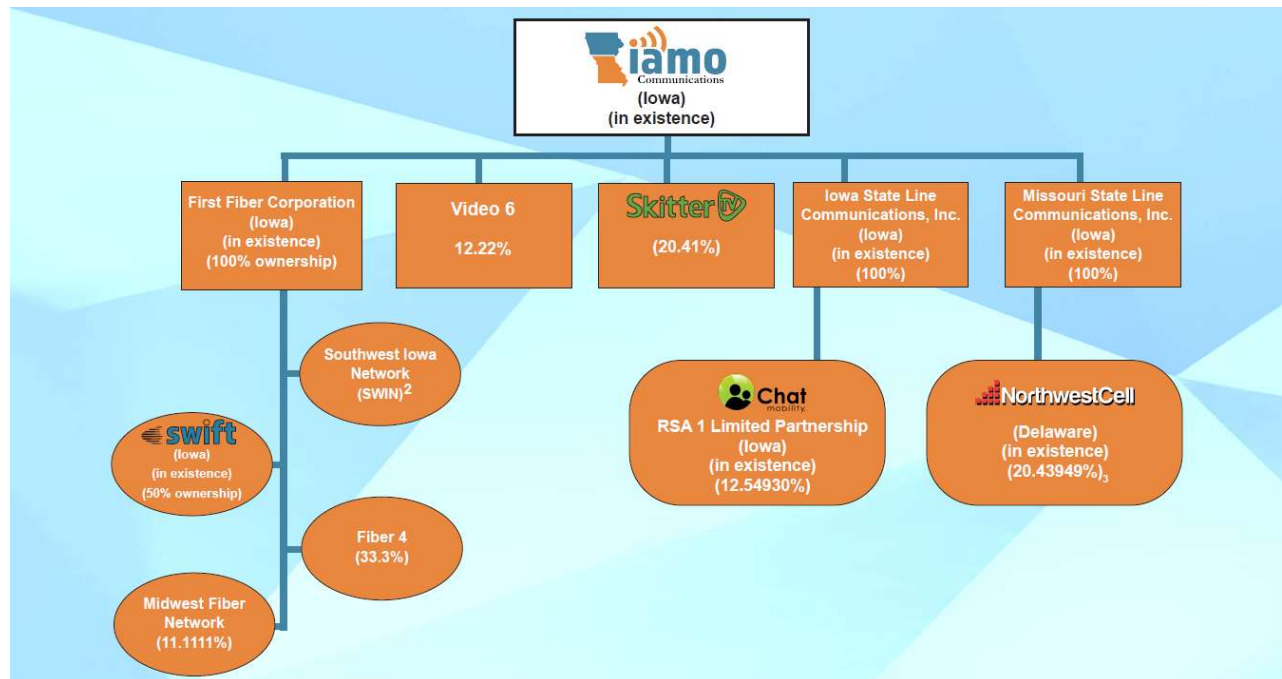 iamo
Communications
(Iowa)
(in existence)
First Fiber Corporation
(Iowa)
(in existence)
(100% ownership)
Video 6
12.22%
Skitter TV
(20.41%)
Iowa State Line
Communications, Inc.
(Iowa)
(in existence)
(100%)
Missouri State Line
Communications, Inc.
(Iowa)
(in existence)
(100%)
Southwest Iowa
Network
(SWIN)2
swift
(Iowa)
(in existence)
(50% ownership)
Fiber 4
(33.3%)
Midwest Fiber
Network
(11.1111%)
Chat
mobility
RSA 1 Limited Partnership
(Iowa)
(in existence)
(12.54930%)
NorthwestCell
(Delaware)
(in existence)
(20.43949%)3